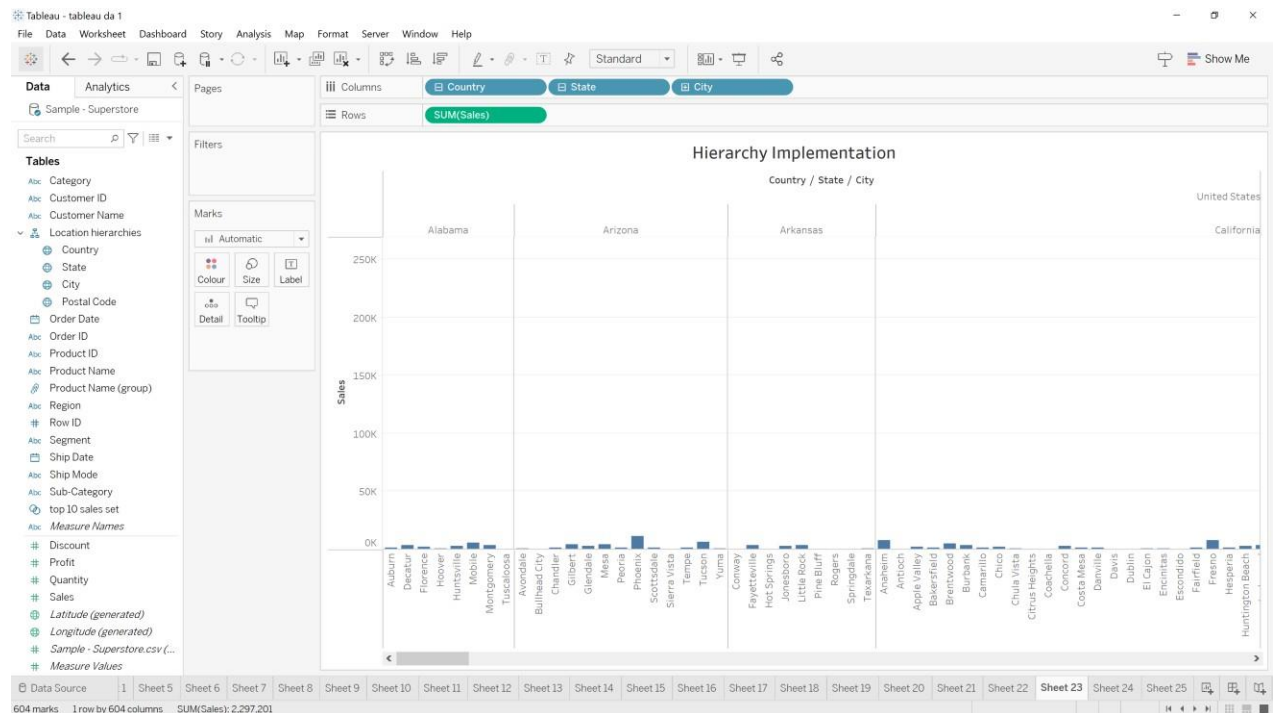 Tableau - tableau da 1
File Data Worksheet Dashboard Story Analysis Map Format Server Window Help
Standard
Show Me
Data Analytics
Sample - Superstore
Search
Tables
Abc Category
Abc Customer ID
Abc Customer Name
Location hierarchies
Country
State
City
Postal Code
Order Date
Abc Order ID
Abc Product ID
Abc Product Name
Product Name (group)
Abc Region
# Row ID
Abc Segment
Ship Date
Abc Ship Mode
Abc Sub-Category
top 10 sales set
Abc Measure Names
# Discount
# Profit
# Quantity
# Sales
Latitude (generated)
Longitude (generated)
# Sample - Superstore.csv (...
# Measure Values
Pages
Filters
Marks
Automatic
Colour Size Label
Detail Tooltip
Columns Country State City
Rows SUM(Sales)
Hierarchy Implementation
Country / State / City
United States
Alabama Arizona Arkansas California
Sales
250K
200K
150K
100K
50K
0K
Auburn
Decatur
Florence
Hoover
Huntsville
Mobile
Montgomery
Tuscaloosa
Avondale
Bullhead City
Chandler
Gilbert
Glendale
Mesa
Peoria
Phoenix
Scottsdale
Sierra Vista
Tempe
Tucson
Yuma
Conway
Fayetteville
Hot Springs
Jonesboro
Little Rock
Pine Bluff
Rogers
Springdale
Texarkana
Anaheim
Antioch
Apple Valley
Bakersfield
Brentwood
Burbank
Camarillo
Chico
Chula Vista
Citrus Heights
Coachella
Concord
Costa Mesa
Danville
Davis
Dublin
El Cajon
Encinitas
Escondido
Fairfield
Fresno
Hesperia
Huntington Beach
Data Source 1 Sheet 5 Sheet 6 Sheet 7 Sheet 8 Sheet 9 Sheet 10 Sheet 11 Sheet 12 Sheet 13 Sheet 14 Sheet 15 Sheet 16 Sheet 17 Sheet 18 Sheet 19 Sheet 20 Sheet 21 Sheet 22 Sheet 23 Sheet 24 Sheet 25
604 marks 1 row by 604 columns SUM(Sales): 2,297,201